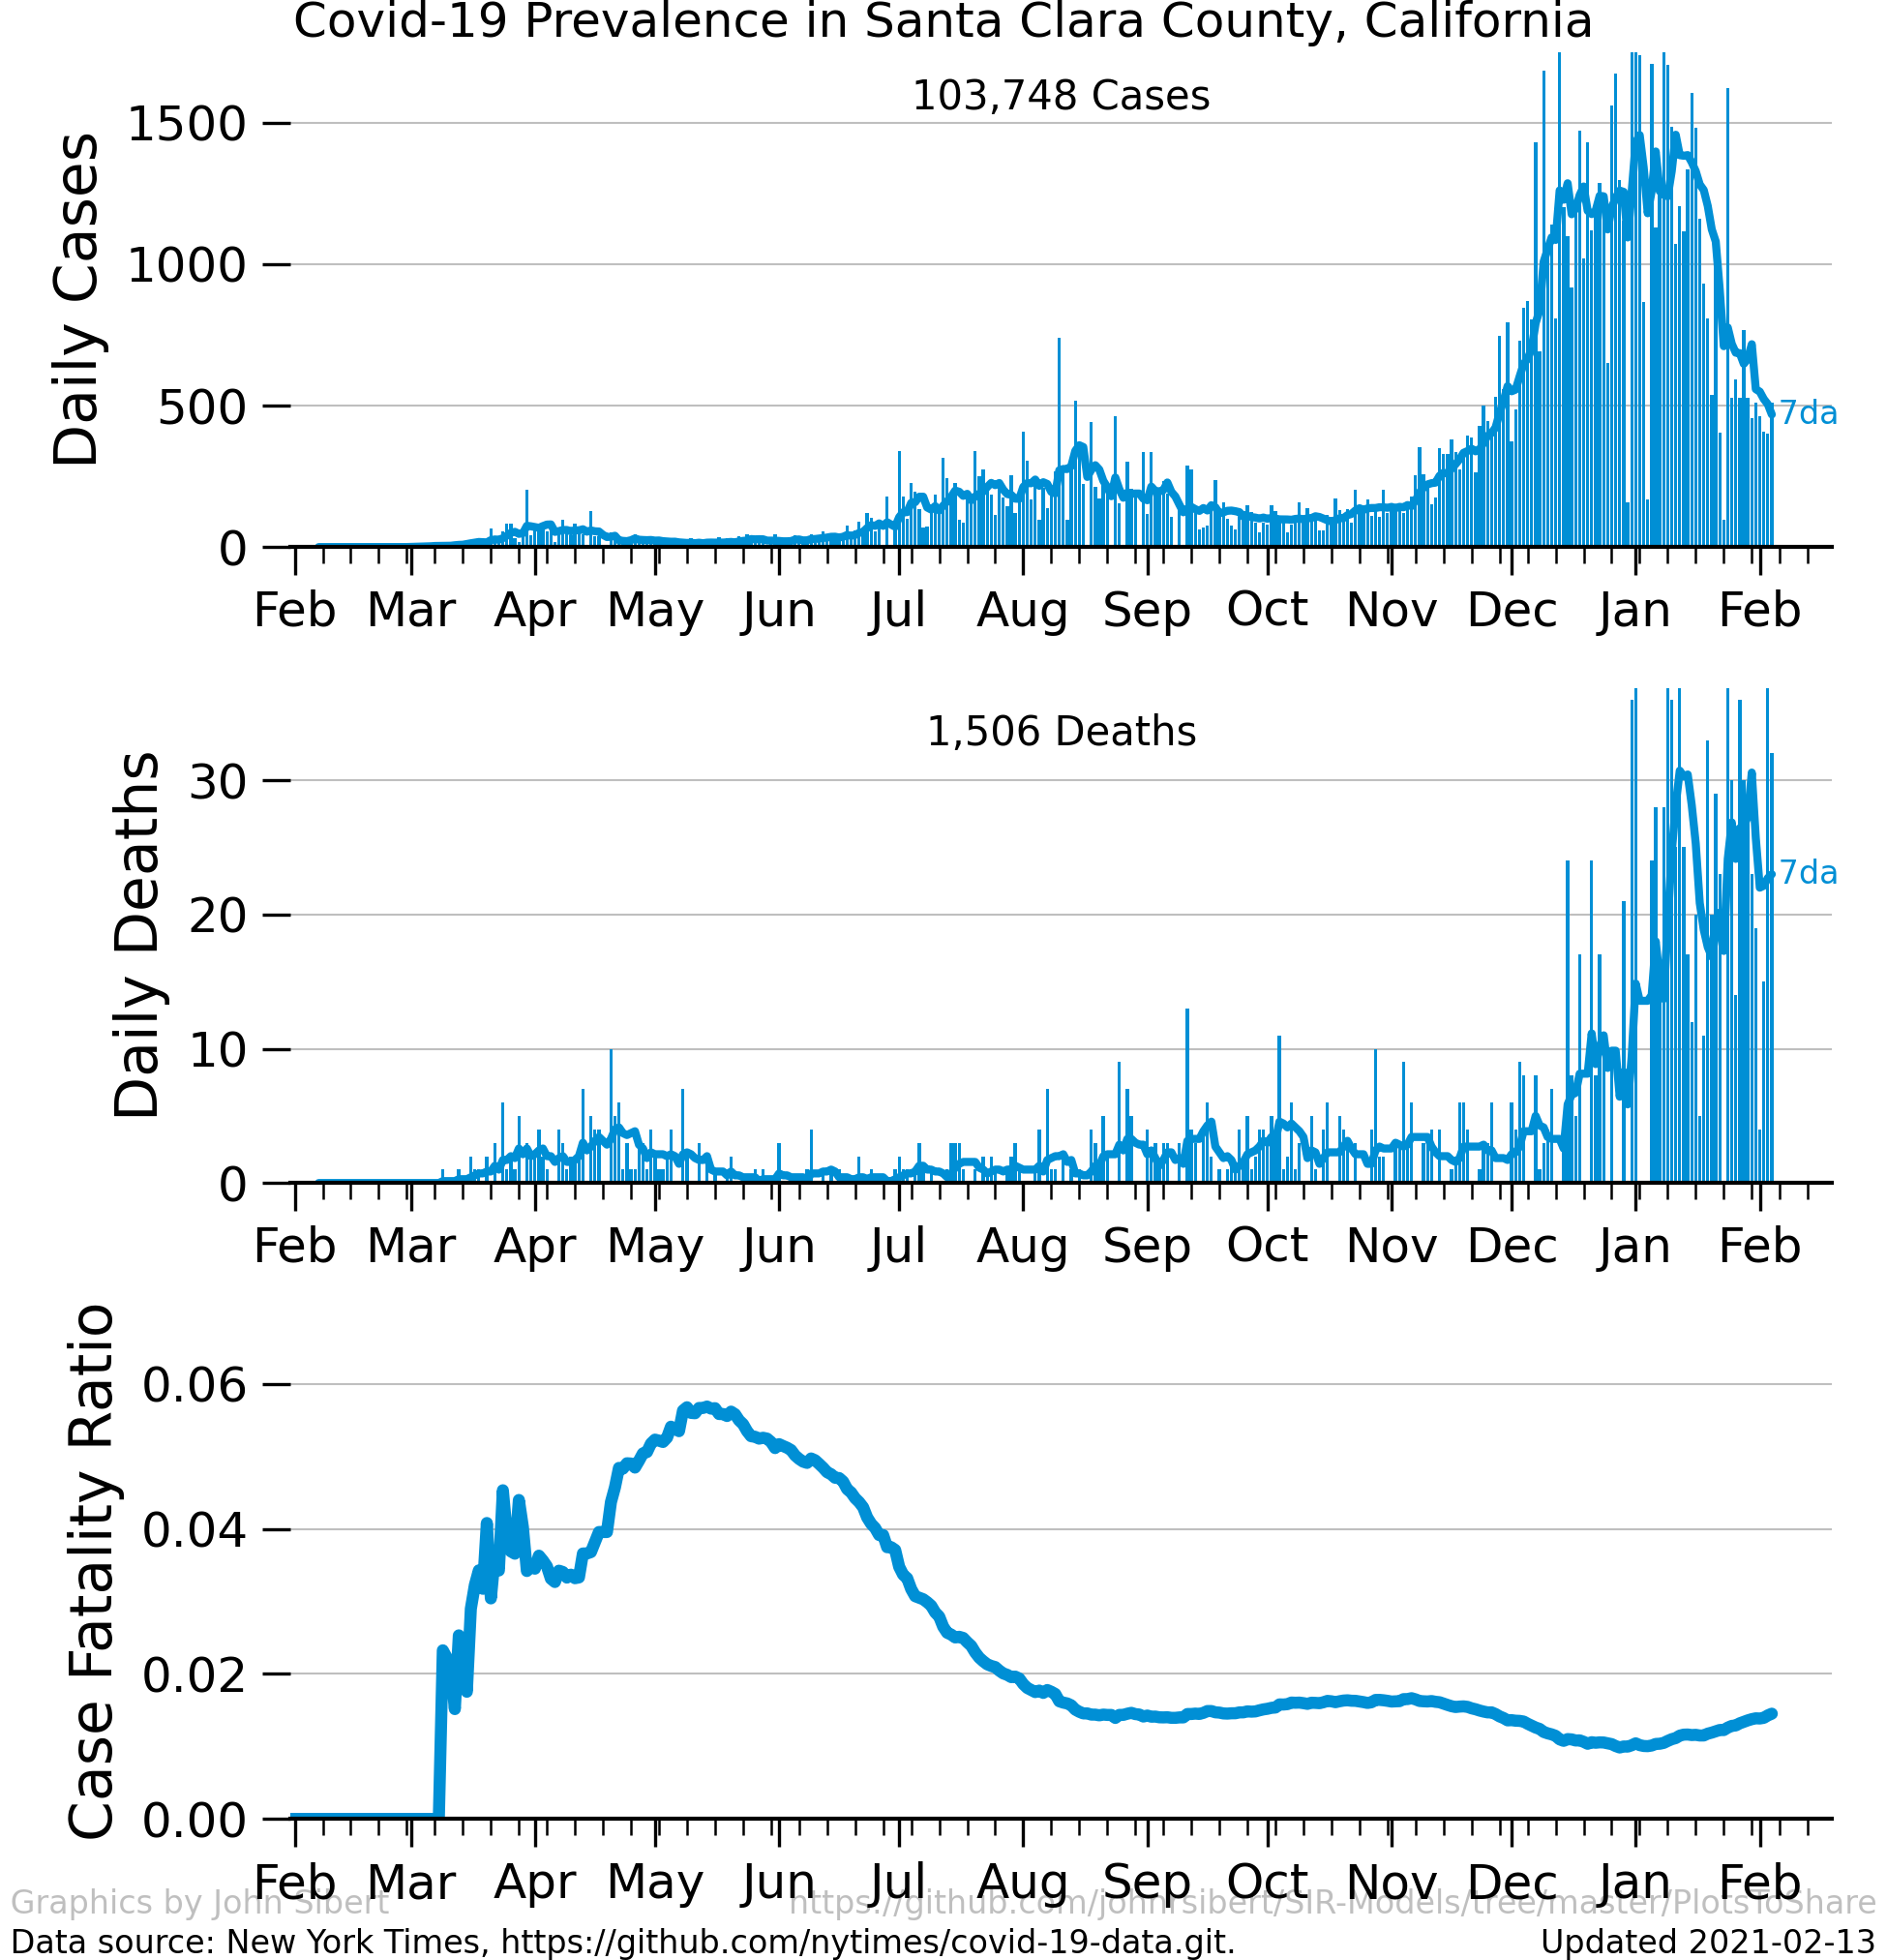 Covid-19 Prevalence in Santa Clara County, California
103,748 Cases
Daily Cases
1500
1000
500
0
7da
Feb Mar Apr May Jun Jul Aug Sep Oct Nov Dec Jan Feb
1,506 Deaths
Daily Deaths
30
20
10
0
7da
Feb Mar Apr May Jun Jul Aug Sep Oct Nov Dec Jan Feb
Case Fatality Ratio
0.06
0.04
0.02
0.00
Feb Mar Apr May Jun Jul Aug Sep Oct Nov Dec Jan Feb
Graphics by John Sibert https://github.com/johnrsibert/SIR-Models/tree/master/PlotsToShare
Data source: New York Times, https://github.com/nytimes/covid-19-data.git. Updated 2021-02-13